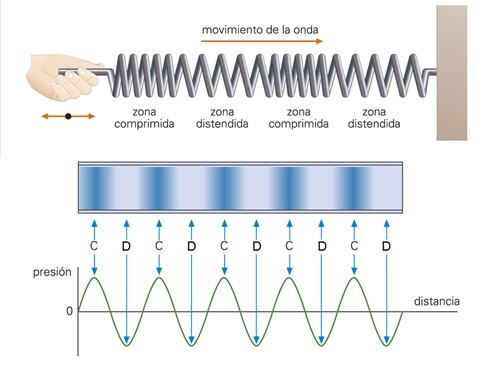 movimiento de la onda
zona comprimida
zona distendida
zona comprimida
zona distendida
C D C D C D C D C D
presión
0
distancia